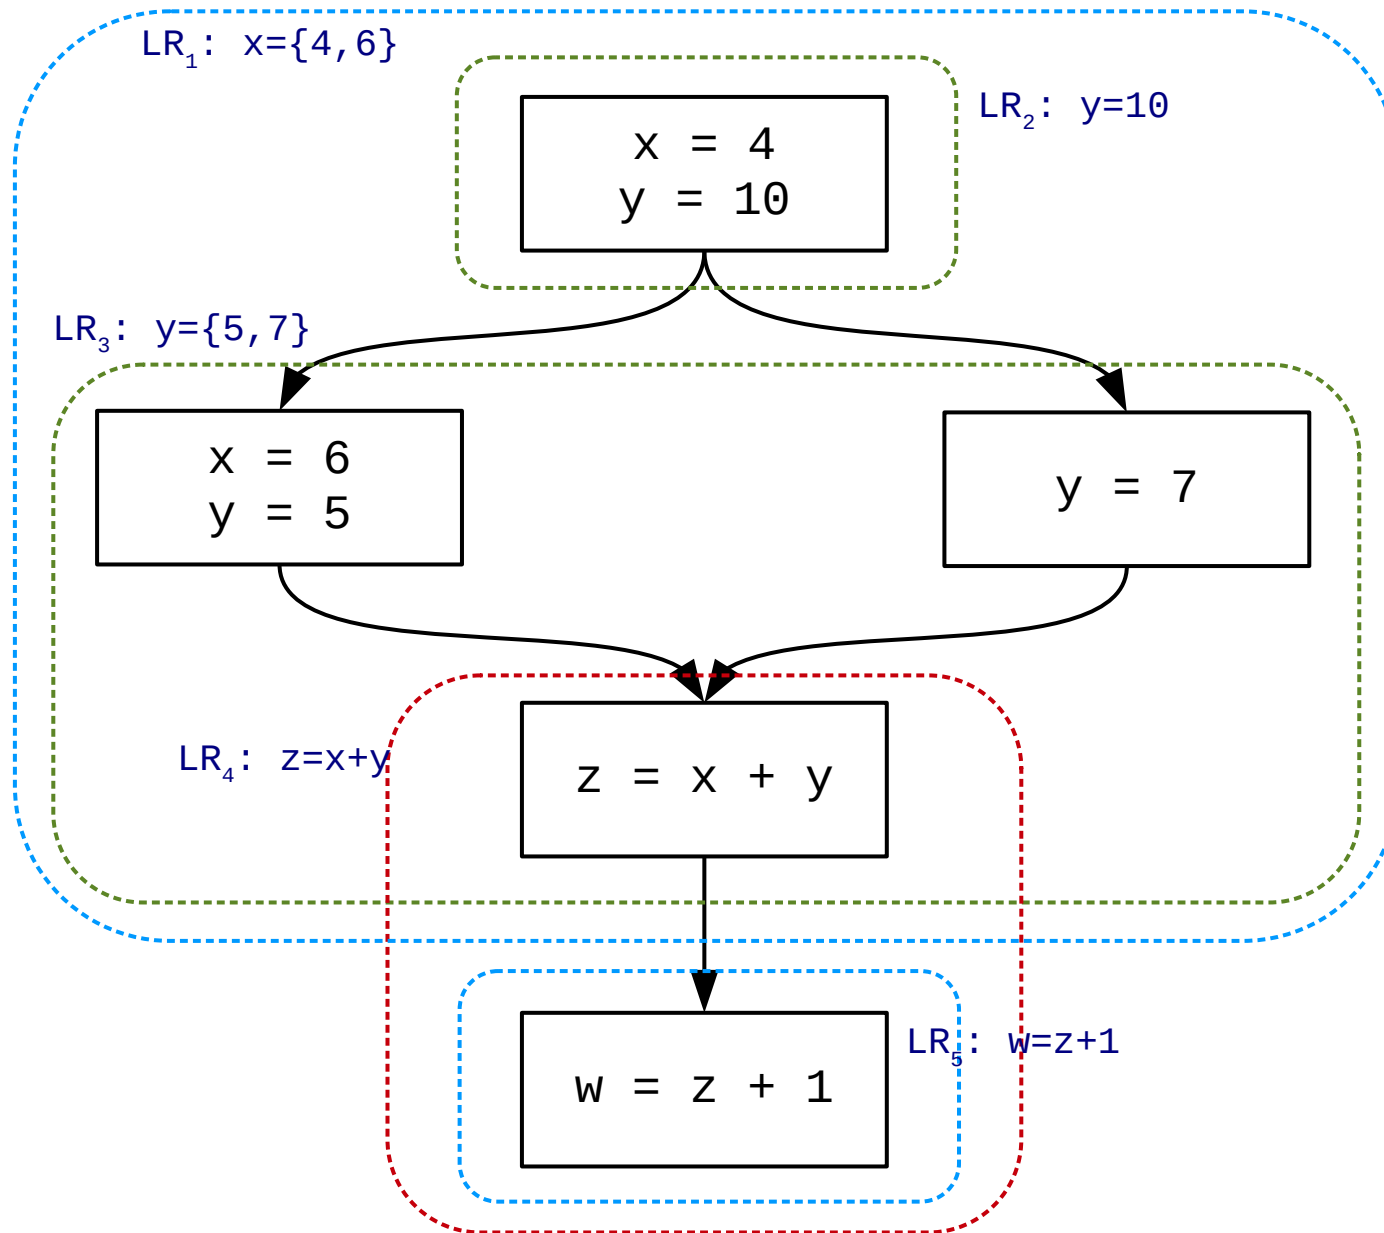 LR₁: x={4,6}
LR₂: y=10
x = 4
y = 10
LR₃: y={5,7}
x = 6
y = 5
y = 7
LR₄: z=x+y
z = x + y
LR₅: w=z+1
w = z + 1